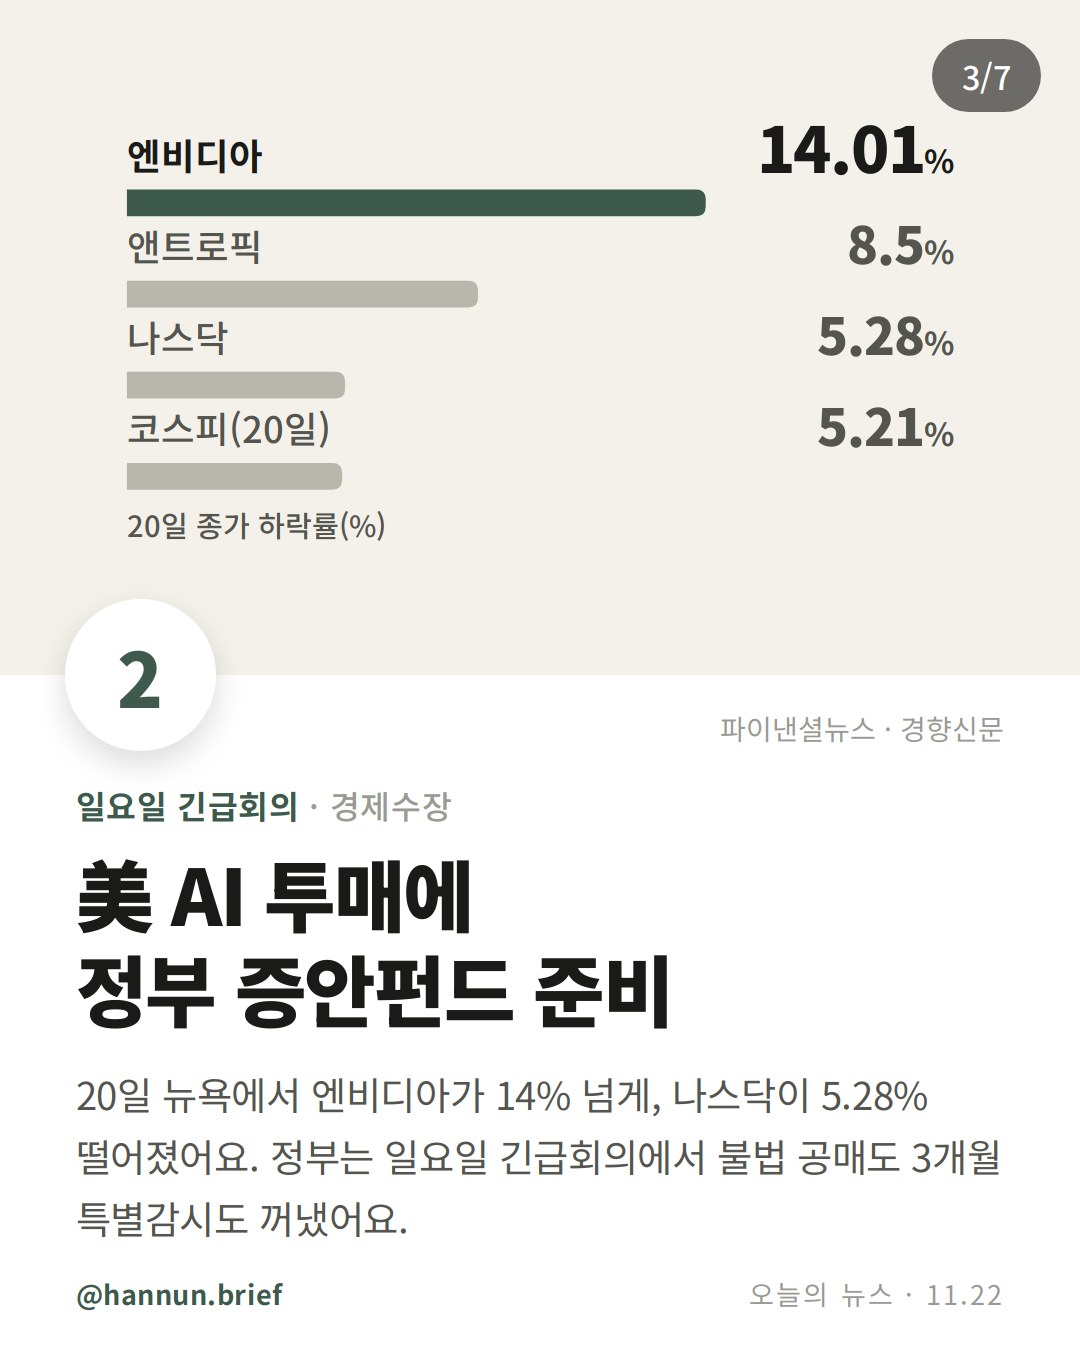 3/7
엔비디아 14.01%
앤트로픽 8.5%
나스닥 5.28%
코스피(20일) 5.21%
20일 종가 하락률(%)
2
파이낸셜뉴스 · 경향신문
일요일 긴급회의 · 경제수장
美 AI 투매에
정부 증안펀드 준비
20일 뉴욕에서 엔비디아가 14% 넘게, 나스닥이 5.28%
떨어졌어요. 정부는 일요일 긴급회의에서 불법 공매도 3개월
특별감시도 꺼냈어요.
@hannun.brief
오늘의 뉴스 · 11.22